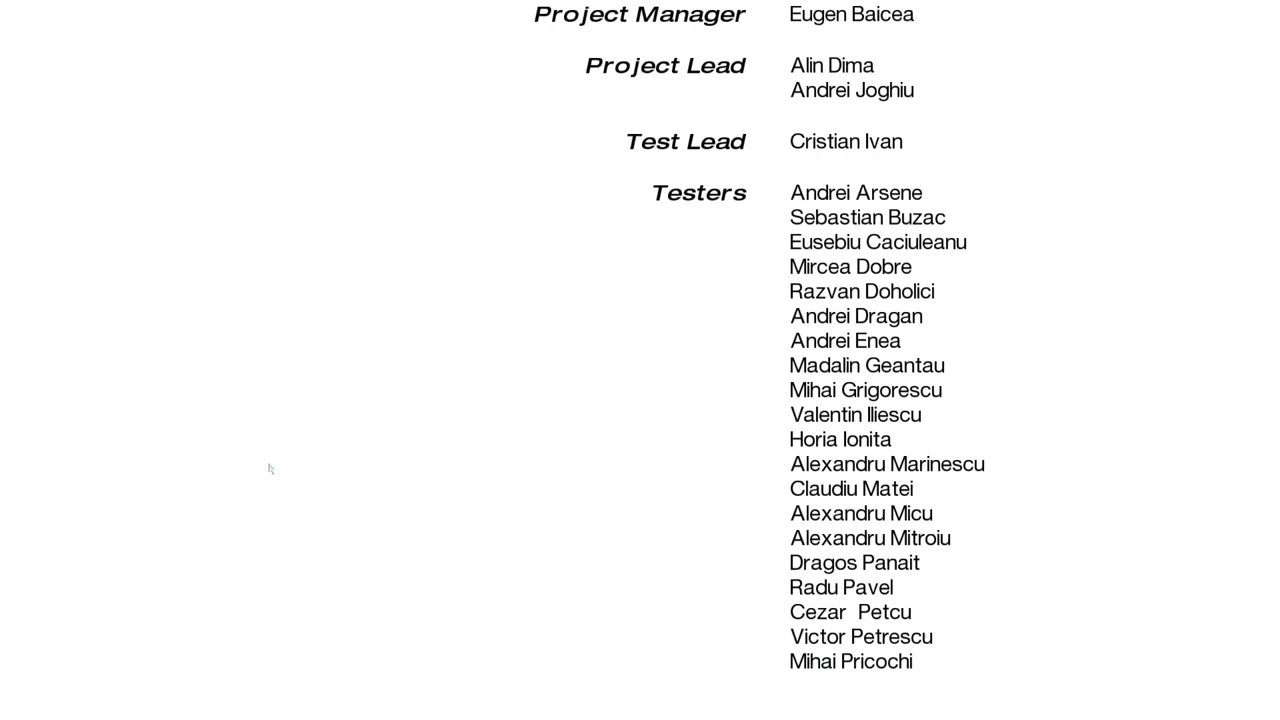 Project Manager Eugen Baicea
Project Lead Alin Dima
Andrei Joghiu
Test Lead Cristian Ivan
Testers Andrei Arsene
Sebastian Buzac
Eusebiu Caciuleanu
Mircea Dobre
Razvan Doholici
Andrei Dragan
Andrei Enea
Madalin Geantau
Mihai Grigorescu
Valentin Iliescu
Horia Ionita
Alexandru Marinescu
Claudiu Matei
Alexandru Micu
Alexandru Mitroiu
Dragos Panait
Radu Pavel
Cezar Petcu
Victor Petrescu
Mihai Pricochi